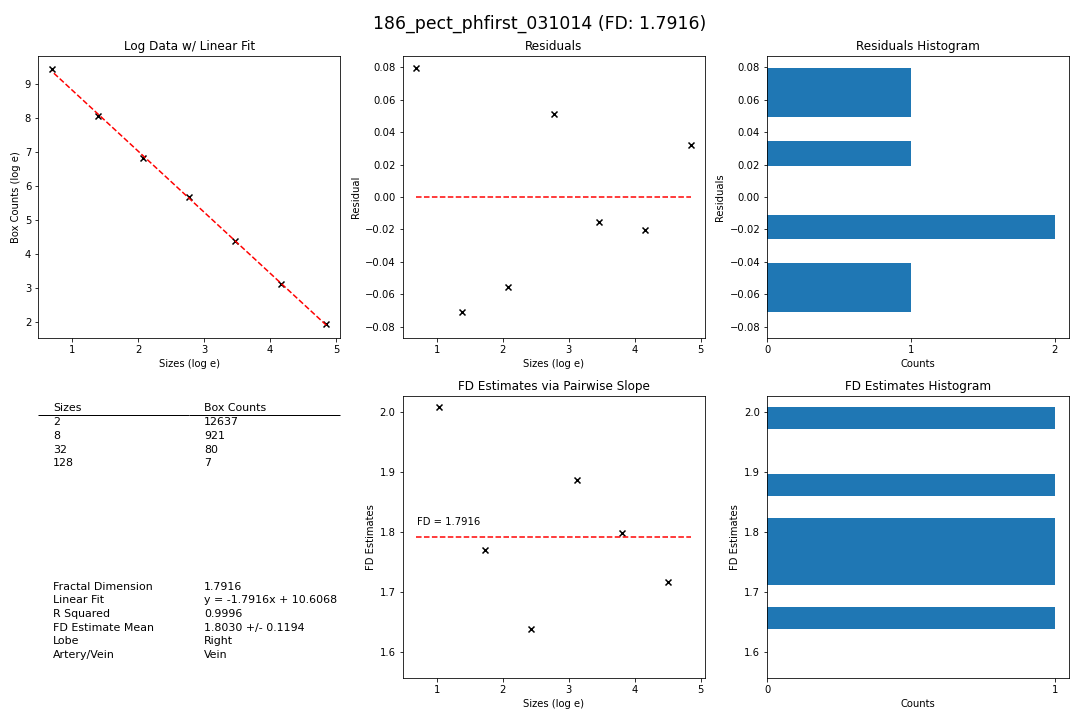 186_pect_phfirst_031014 (FD: 1.7916)
Log Data w/ Linear Fit
Box Counts (log e)
9
8
7
6
5
4
3
2
1 2 3 4 5
Sizes (log e)
Residuals
Residual
0.08
0.06
0.04
0.02
0.00
−0.02
−0.04
−0.06
−0.08
1 2 3 4 5
Sizes (log e)
Residuals Histogram
Residuals
0.08
0.06
0.04
0.02
0.00
−0.02
−0.04
−0.06
−0.08
0 1 2
Counts
Sizes Box Counts
2 12637
8 921
32 80
128 7
Fractal Dimension 1.7916
Linear Fit y = -1.7916x + 10.6068
R Squared 0.9996
FD Estimate Mean 1.8030 +/- 0.1194
Lobe Right
Artery/Vein Vein
FD Estimates via Pairwise Slope
FD Estimates
2.0
1.9
1.8
1.7
1.6
FD = 1.7916
1 2 3 4 5
Sizes (log e)
FD Estimates Histogram
FD Estimates
2.0
1.9
1.8
1.7
1.6
0 1
Counts